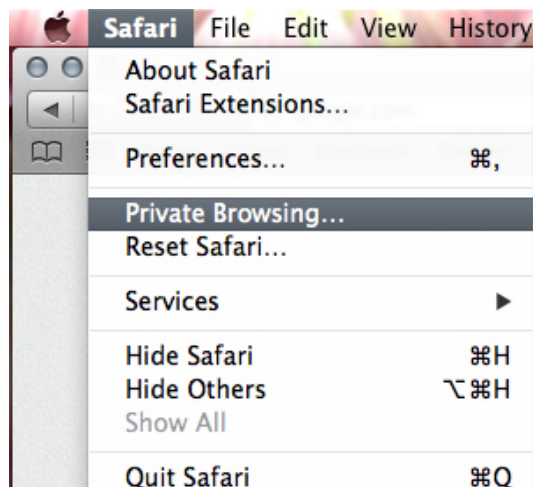 Safari File Edit View History
About Safari
Safari Extensions...
Preferences... ⌘,
Private Browsing...
Reset Safari...
Services ▶
Hide Safari ⌘H
Hide Others ⌥⌘H
Show All
Quit Safari ⌘Q